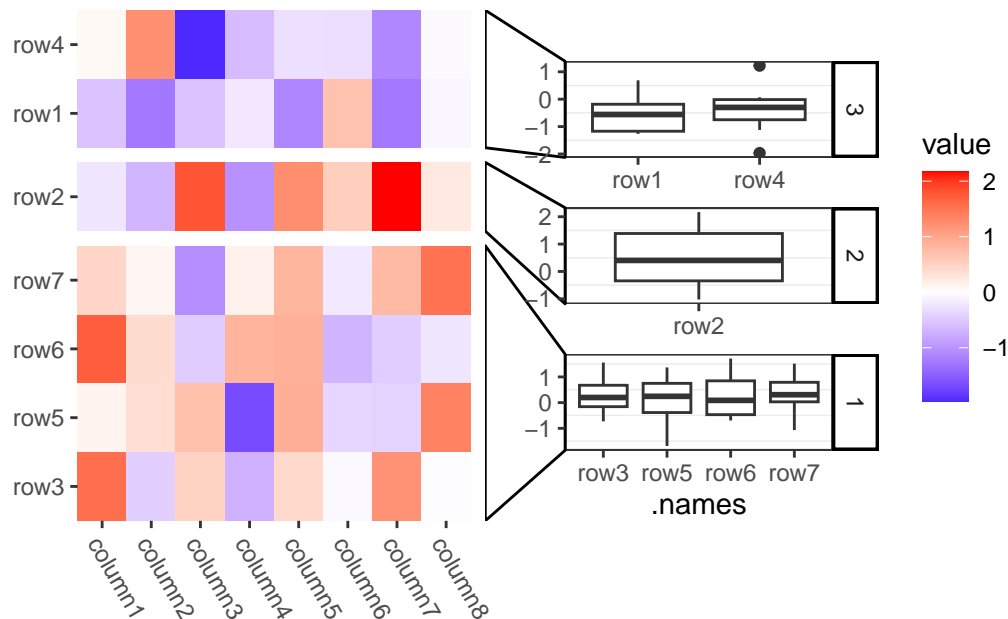 row4
row1
row2
row7
row6
row5
row3
column1
column2
column3
column4
column5
column6
column7
column8
1
0
−1
−2
row1
row4
3
2
1
0
−1
row2
2
1
0
−1
row3
row5
row6
row7
.names
1
value
2
1
0
−1